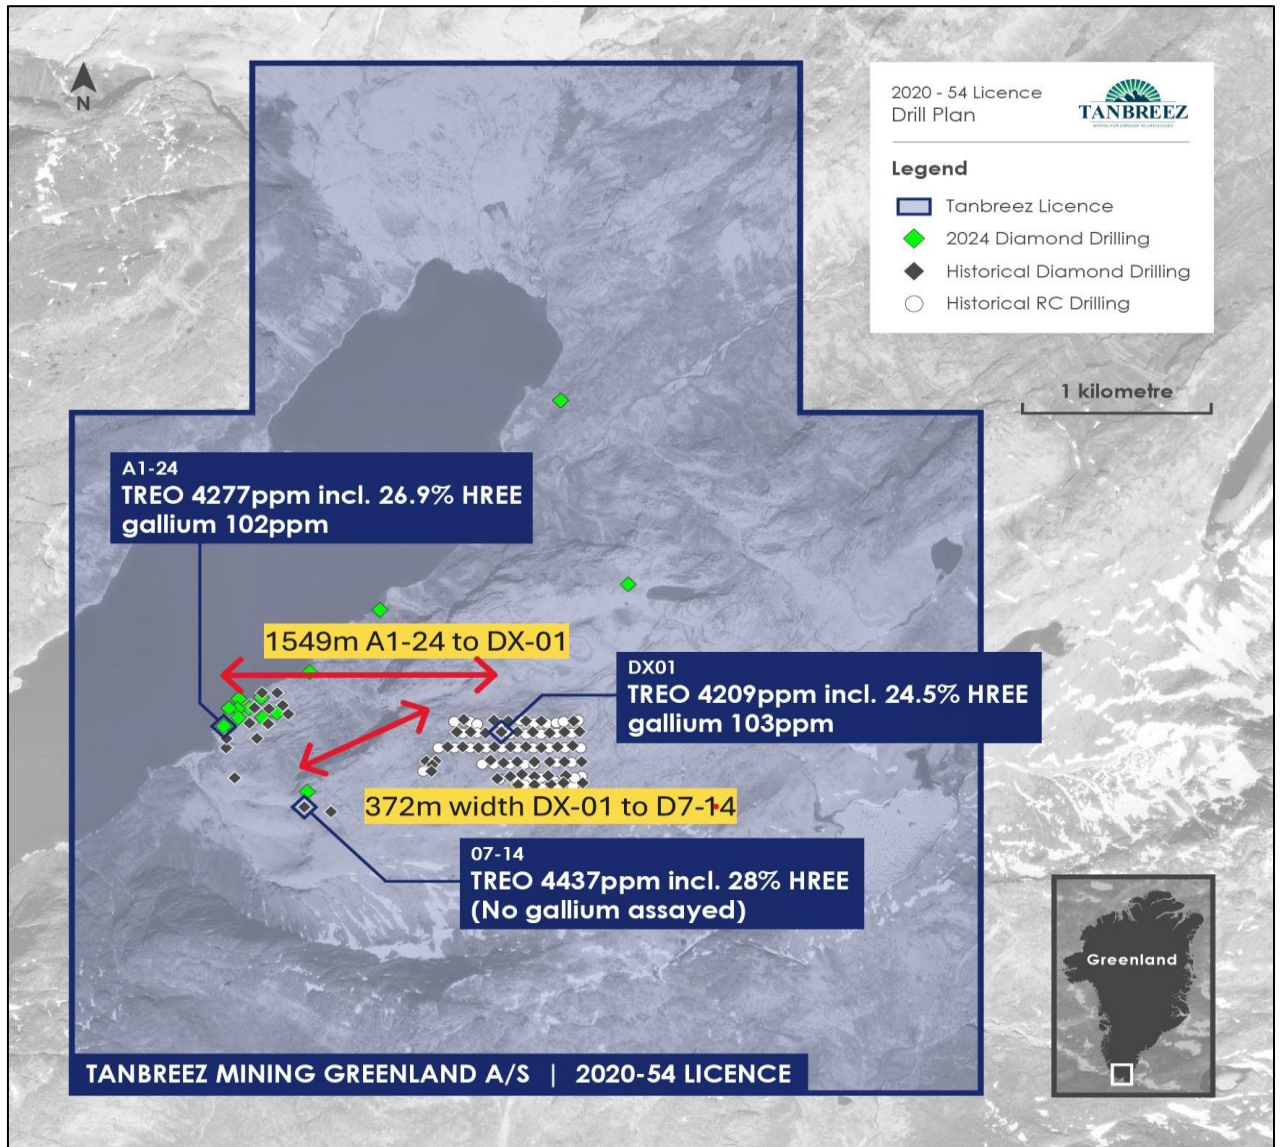 N
2020 - 54 Licence
Drill Plan
TANBREEZ
Legend
Tanbreez Licence
2024 Diamond Drilling
Historical Diamond Drilling
Historical RC Drilling
1 kilometre
A1-24
TREO 4277ppm incl. 26.9% HREE
gallium 102ppm
1549m A1-24 to DX-01
DX01
TREO 4209ppm incl. 24.5% HREE
gallium 103ppm
372m width DX-01 to D7-14
07-14
TREO 4437ppm incl. 28% HREE
(No gallium assayed)
Greenland
TANBREEZ MINING GREENLAND A/S | 2020-54 LICENCE